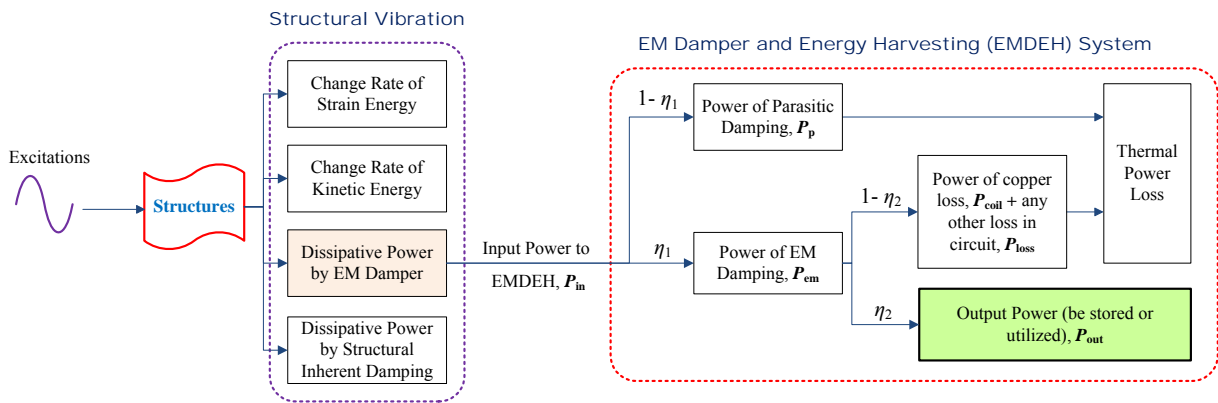 Structural Vibration
EM Damper and Energy Harvesting (EMDEH) System
Excitations
Structures
Change Rate of
Strain Energy
Change Rate of
Kinetic Energy
Dissipative Power
by EM Damper
Dissipative Power
by Structural
Inherent Damping
Input Power to
EMDEH, Pin
1- η1
Power of Parasitic
Damping, Pp
η1
Power of EM
Damping, Pem
1- η2
Power of copper
loss, Pcoil + any
other loss in
circuit, Ploss
Thermal
Power
Loss
η2
Output Power (be stored or
utilized), Pout